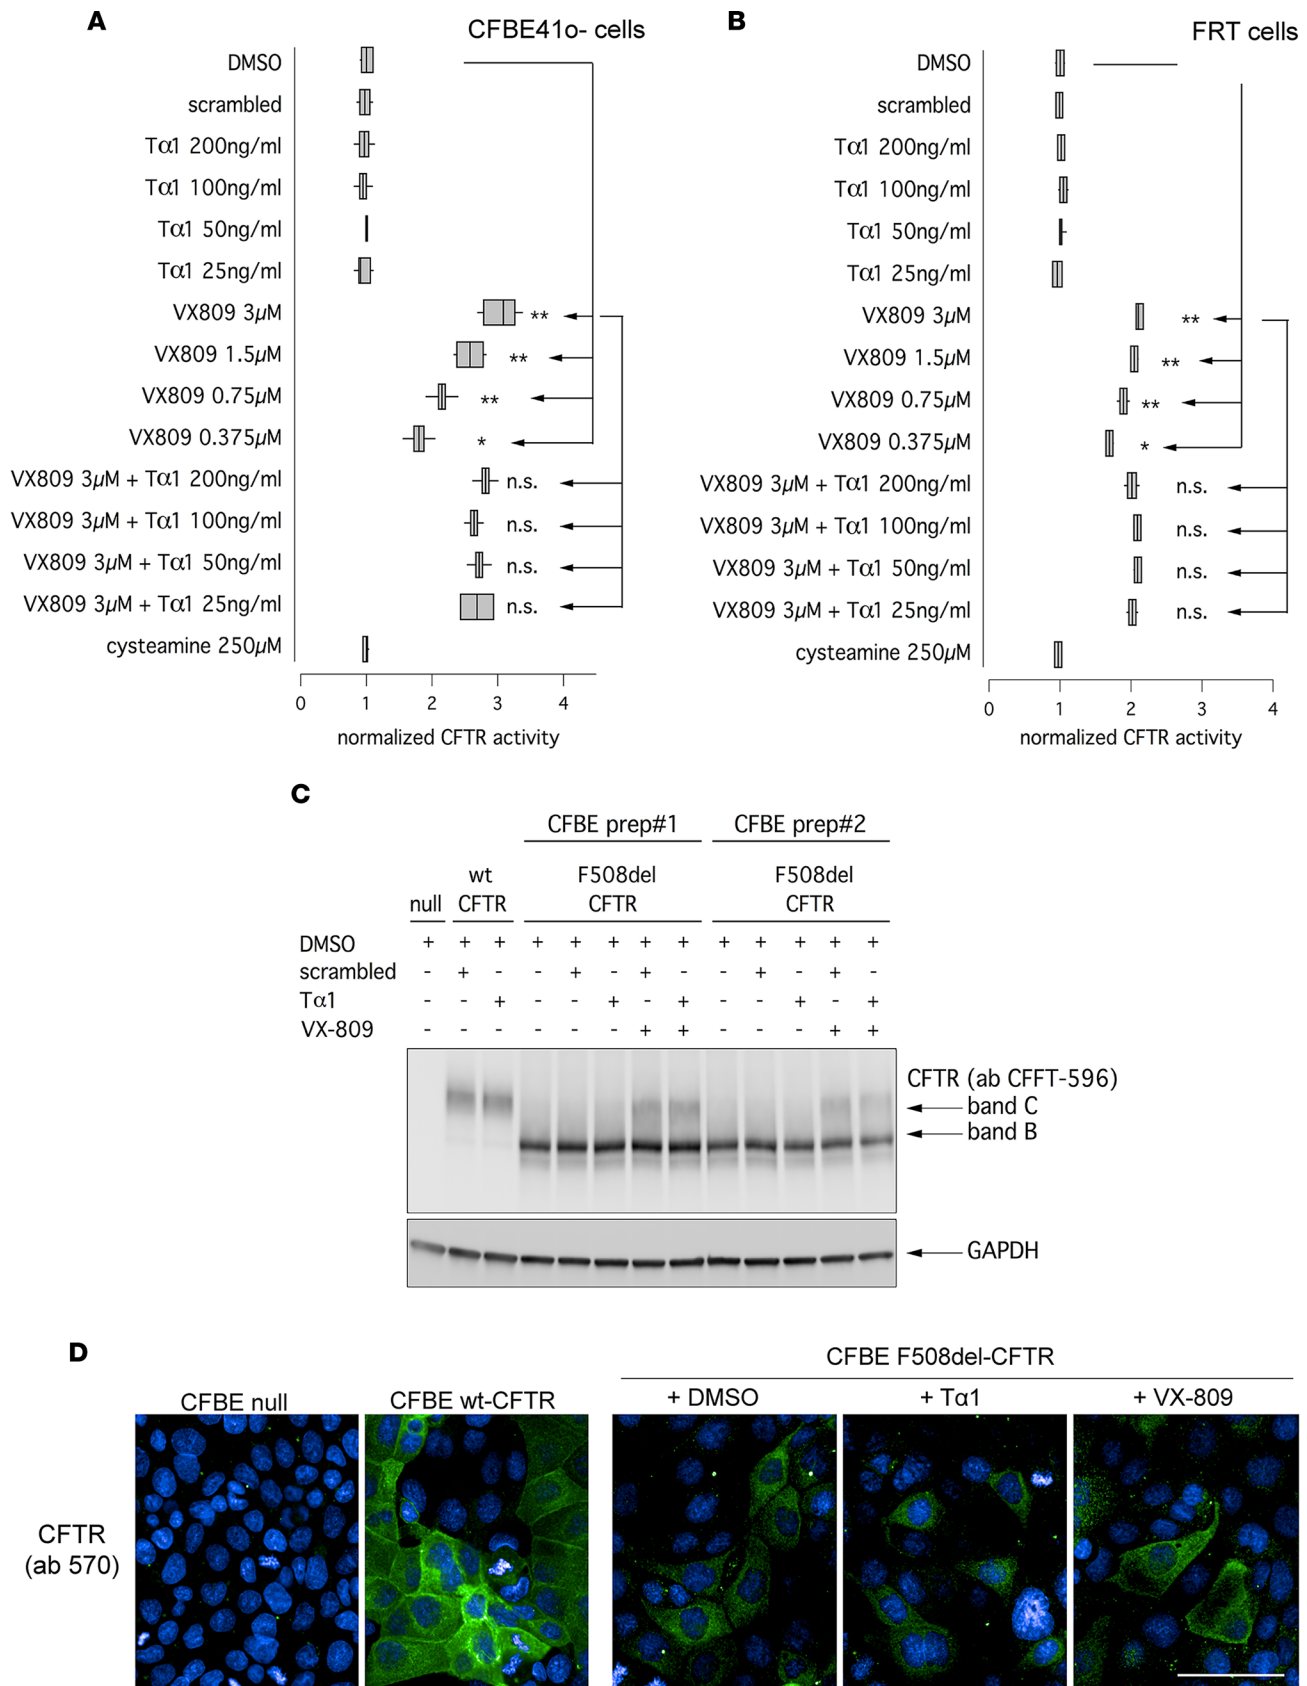 A
CFBE41o- cells
DMSO
scrambled
Tα1 200ng/ml
Tα1 100ng/ml
Tα1 50ng/ml
Tα1 25ng/ml
VX809 3µM
**
VX809 1.5µM
**
VX809 0.75µM
**
VX809 0.375µM
*
VX809 3µM + Tα1 200ng/ml
n.s.
VX809 3µM + Tα1 100ng/ml
n.s.
VX809 3µM + Tα1 50ng/ml
n.s.
VX809 3µM + Tα1 25ng/ml
n.s.
cysteamine 250µM
0 1 2 3 4
normalized CFTR activity
B
FRT cells
DMSO
scrambled
Tα1 200ng/ml
Tα1 100ng/ml
Tα1 50ng/ml
Tα1 25ng/ml
VX809 3µM
**
VX809 1.5µM
**
VX809 0.75µM
**
VX809 0.375µM
*
VX809 3µM + Tα1 200ng/ml
n.s.
VX809 3µM + Tα1 100ng/ml
n.s.
VX809 3µM + Tα1 50ng/ml
n.s.
VX809 3µM + Tα1 25ng/ml
n.s.
cysteamine 250µM
0 1 2 3 4
normalized CFTR activity
C
CFBE prep#1 CFBE prep#2
wt F508del F508del
null CFTR CFTR CFTR
DMSO + + + + + + + + + + + + +
scrambled - + - - + - + - - + - + -
Tα1 - - + - - + - + - - + - +
VX-809 - - - - - - + + - - - + +
CFTR (ab CFFT-596)
band C
band B
GAPDH
D
CFBE F508del-CFTR
CFBE null CFBE wt-CFTR + DMSO + Tα1 + VX-809
CFTR
(ab 570)